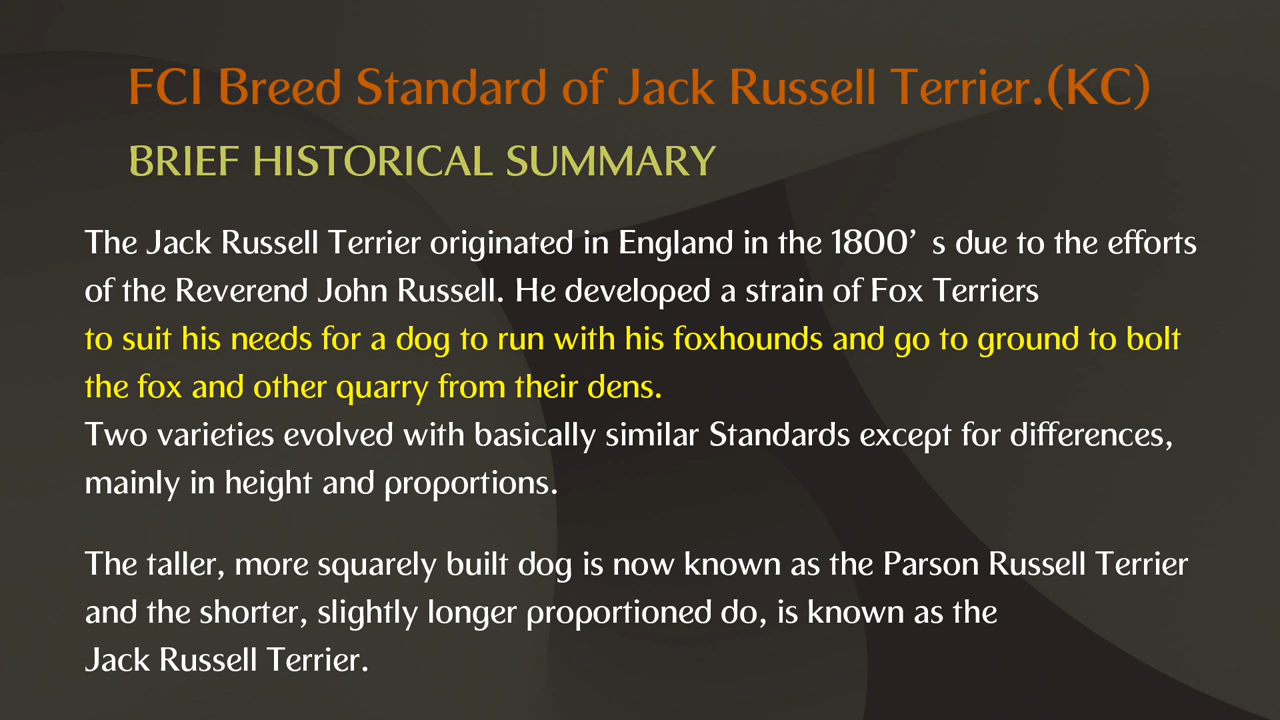 FCI Breed Standard of Jack Russell Terrier.(KC)
BRIEF HISTORICAL SUMMARY
The Jack Russell Terrier originated in England in the 1800’ s due to the efforts
of the Reverend John Russell. He developed a strain of Fox Terriers
to suit his needs for a dog to run with his foxhounds and go to ground to bolt
the fox and other quarry from their dens.
Two varieties evolved with basically similar Standards except for differences,
mainly in height and proportions.
The taller, more squarely built dog is now known as the Parson Russell Terrier
and the shorter, slightly longer proportioned do, is known as the
Jack Russell Terrier.